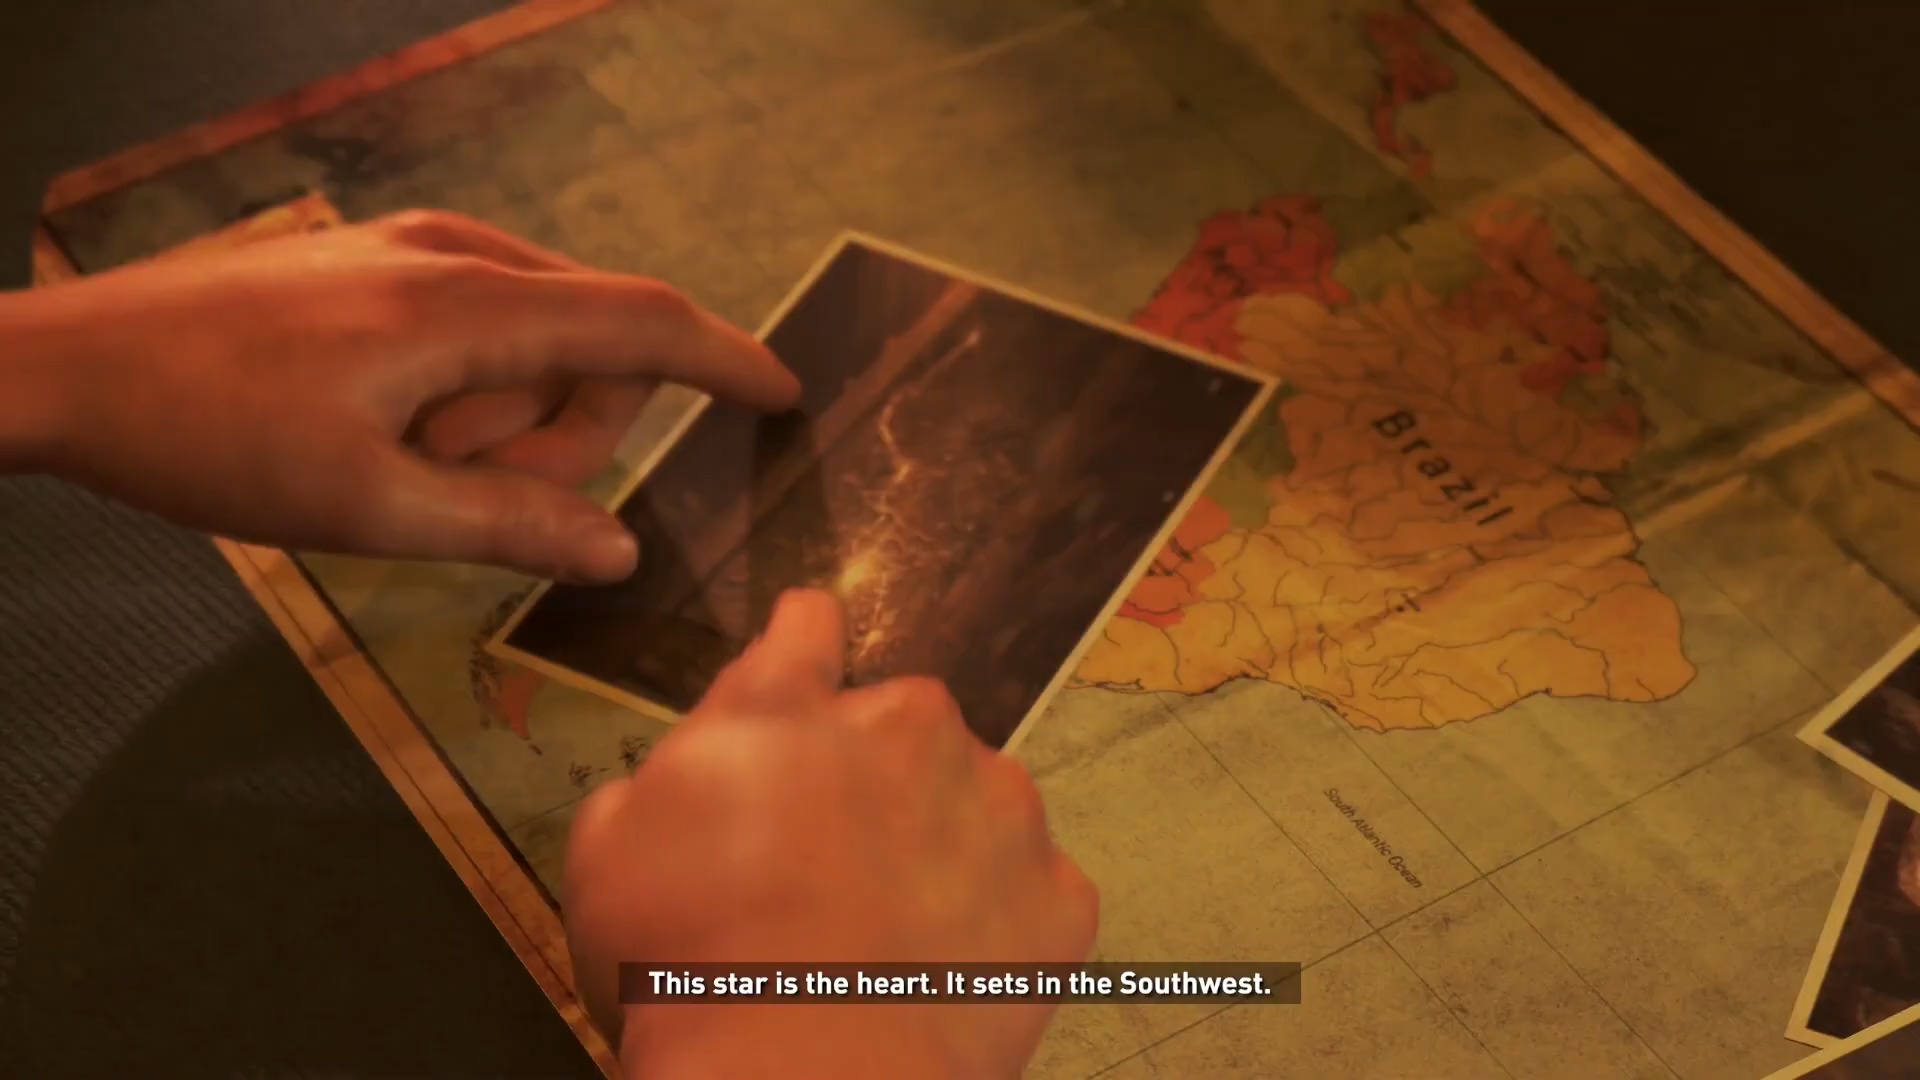 Brazil
South Atlantic Ocean
This star is the heart. It sets in the Southwest.